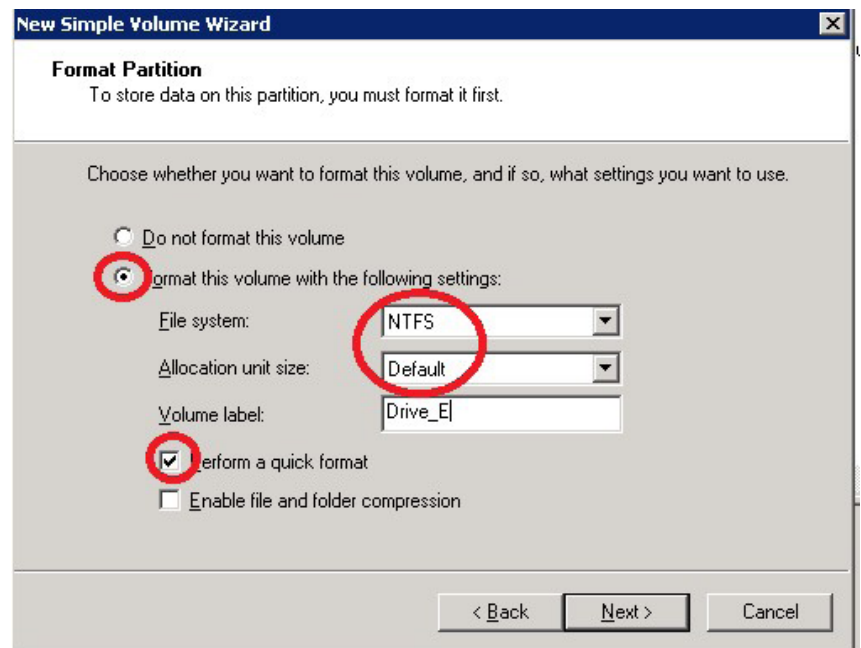 New Simple Volume Wizard
Format Partition
To store data on this partition, you must format it first.
Choose whether you want to format this volume, and if so, what settings you want to use.
Do not format this volume
ormat this volume with the following settings:
File system: NTFS
Allocation unit size: Default
Volume label: Drive_E
erform a quick format
Enable file and folder compression
< Back Next > Cancel